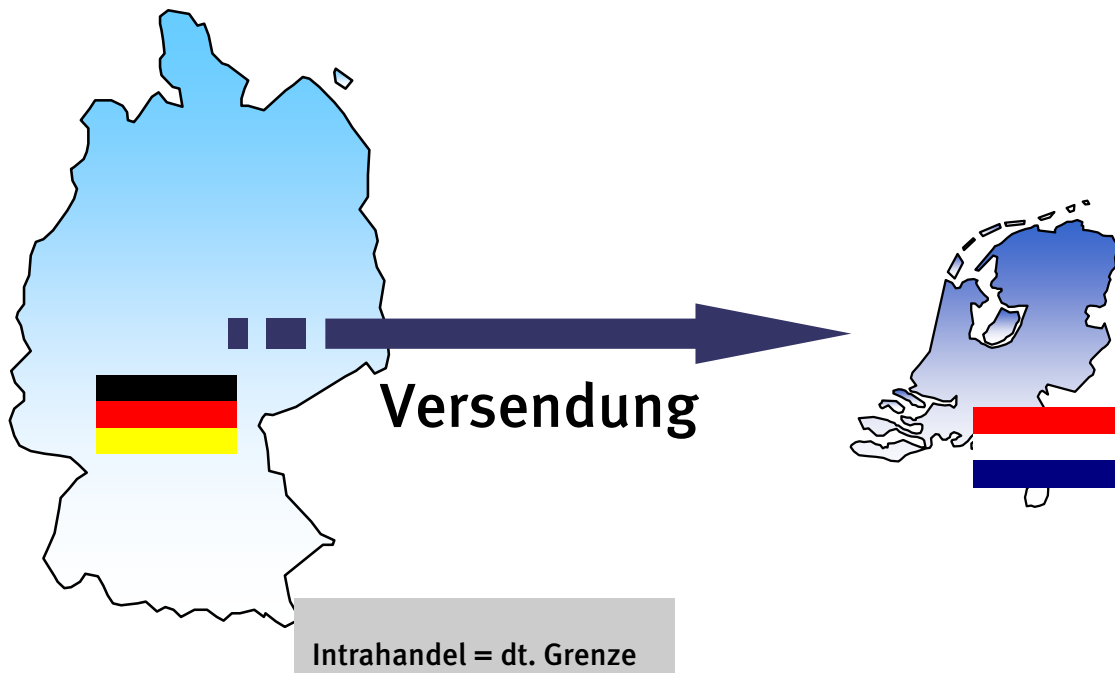 Versendung
Intrahandel = dt. Grenze